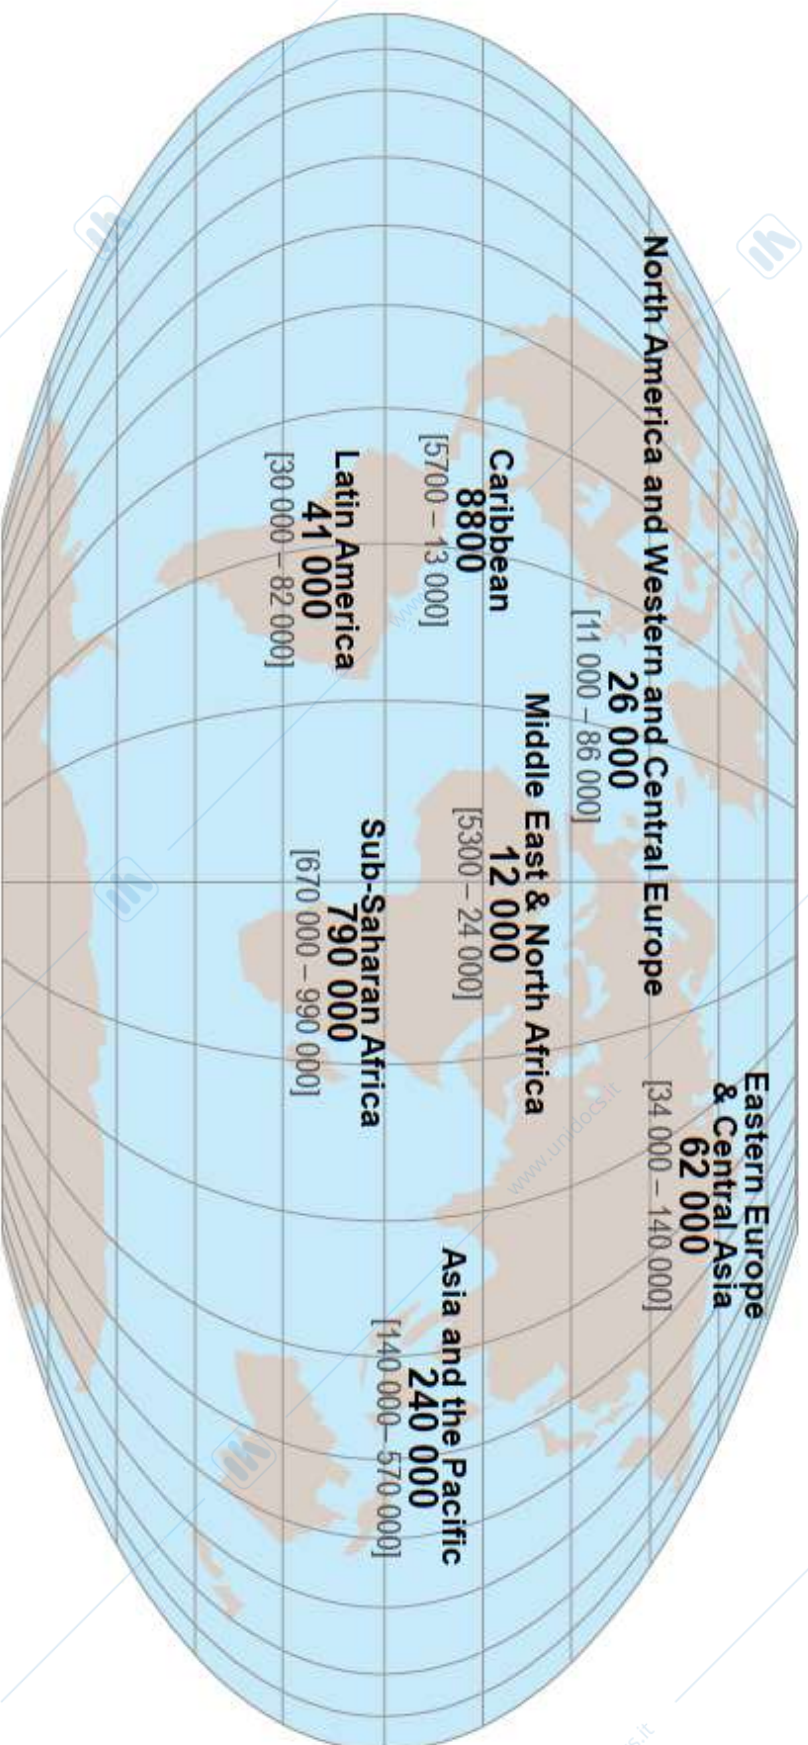 North America and Western and Central Europe
26 000
[11 000 – 86 000]
Eastern Europe
& Central Asia
62 000
[34 000 – 140 000]
Caribbean
8800
[5700 – 13 000]
Middle East & North Africa
12 000
[5300 – 24 000]
Asia and the Pacific
240 000
[140 000 – 570 000]
Latin America
41 000
[30 000 – 82 000]
Sub-Saharan Africa
790 000
[670 000 – 990 000]
www.unidocs.it